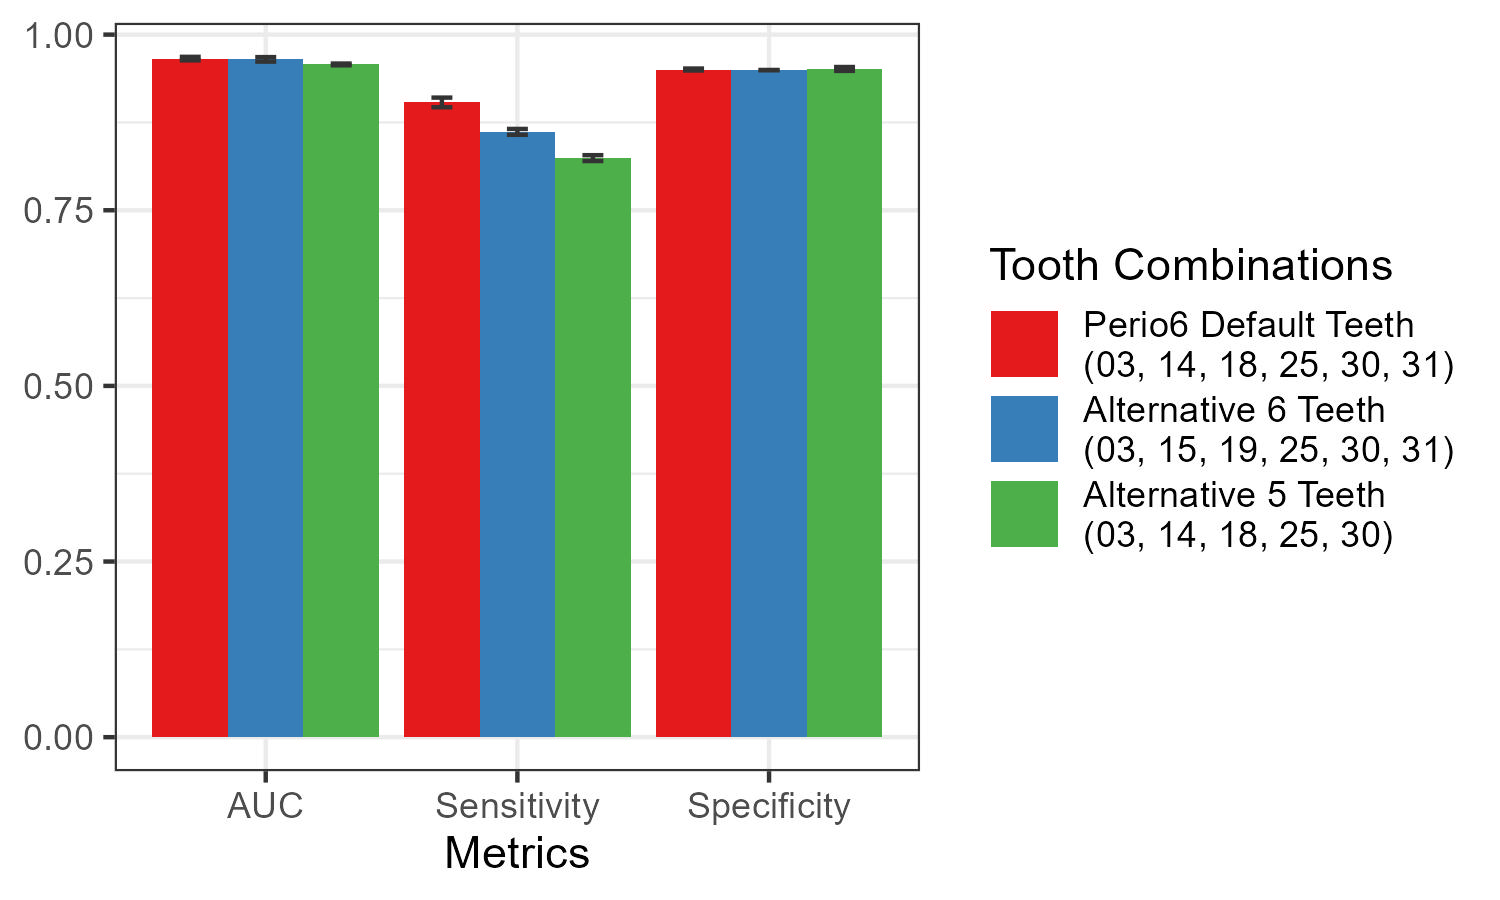 1.00
0.75
0.50
0.25
0.00
AUC
Sensitivity
Specificity
Metrics
Tooth Combinations
Perio6 Default Teeth
(03, 14, 18, 25, 30, 31)
Alternative 6 Teeth
(03, 15, 19, 25, 30, 31)
Alternative 5 Teeth
(03, 14, 18, 25, 30)